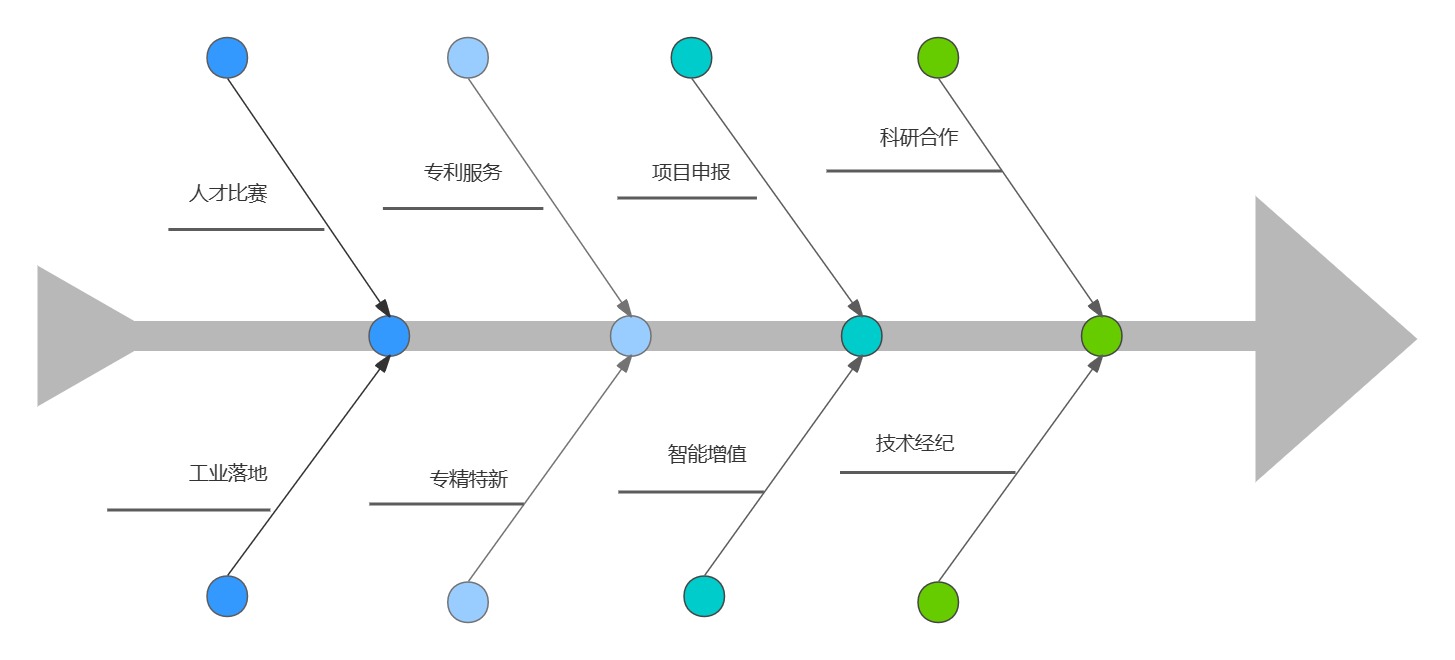 人才比赛
专利服务
项目申报
科研合作
工业落地
专精特新
智能增值
技术经纪